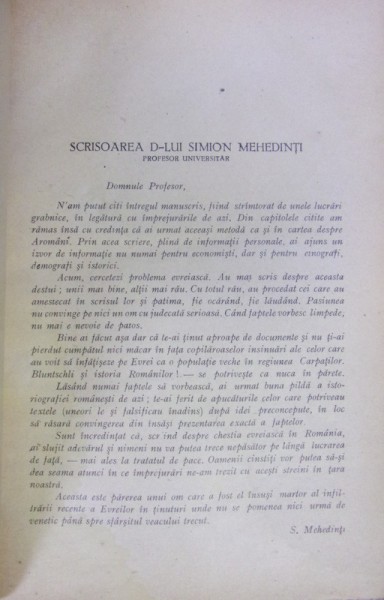 SCRISOAREA D-LUI SIMION MEHEDINȚI
PROFESOR UNIVERSITAR
Domnule Profesor,
N'am putut citi întregul manuscris, fiind strîmtorat de unele lucrări
grabnice, în legătură cu împrejurările de azi. Din capitolele citite am
rămas însă cu credința că ai urmat aceeași metodă ca și în cartea despre
Aromâni. Prin acea scriere, plină de informații personale, ai ajuns un
izvor de informație nu numai pentru economiști, dar și pentru etnografi,
demografi și istorici.
Acum, cercetezi problema evreiască. Au mai scris despre aceasta
destui; unii mai bine, alții mai rău. Cu totul rău, au procedat cei care au
amestecat în scrisul lor și patima, fie ocărând, fie lăudând. Pasiunea
nu convinge pe nici un om cu judecată serioasă. Când faptele vorbesc limpede,
nu mai e nevoie de patos.
Bine ai făcut așa dar că te-ai ținut aproape de documente și nu ți-ai
pierdul cumpătul nici măcar în fața copilăroaselor insinuări ale celor care
au voit să înfățișeze pe Evrei ca o populație veche în regiunea Carpaților.
Bluntschli și istoria Românilor! — se potrivește ca nuca în părete.
Lăsând numai faptele să vorbească, ai urmat buna pildă a isto-
riografiei românești de azi; te-ai ferit de apucăturile celor care potriveau
textele (uneori le și falsificau înadins) după idei preconcepute, în loc
să răsară convingerea din însăși prezentarea exactă a faptelor.
Sunt încredințat că, scriind despre chestia evreiască în România,
ai slujit adevărul și nimeni nu va putea trece nepăsător pe lângă lucrarea
de față, — mai ales la tratatul de pace. Oamenii cinstiți vor putea să-și
dea seama atunci în ce împrejurări ne-am trezit cu acești streini în țara
noastră.
Aceasta este părerea unui om care a fost el însuși martor al infil-
trării recente a Evreilor în ținuturi unde nu se pomenea nici urmă de
venetic până spre sfârșitul veacului trecut.
S. Mehedinți